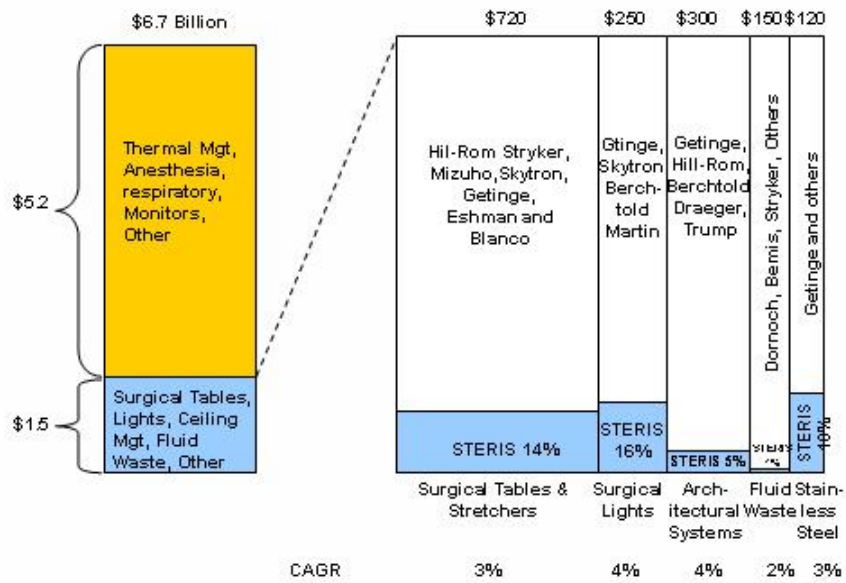 $6.7 Billion
$720
$250
$300
$150
$120
$5.2
Thermal Mgt,
Anesthesia,
respiratory,
Monitors,
Other
$1.5
Surgical Tables,
Lights, Ceiling
Mgt, Fluid
Waste, Other
Hil-Rom Stryker,
Mizuho,Skytron,
Getinge,
Eshman and
Blanco
Gtinge,
Skytron
Berch-
told
Martin
Getinge,
Hill-Rom,
Berchtold
Draeger,
Trump
Dornoch, Bemis, Stryker, Others
Getinge and others
STERIS 14%
STERIS
16%
STERIS 5%
STERIS
STERIS
Surgical Tables &
Stretchers
Surgical
Lights
Arch-
itectural
Systems
Fluid
Waste
Stain-
less
Steel
CAGR
3%
4%
4%
2%
3%